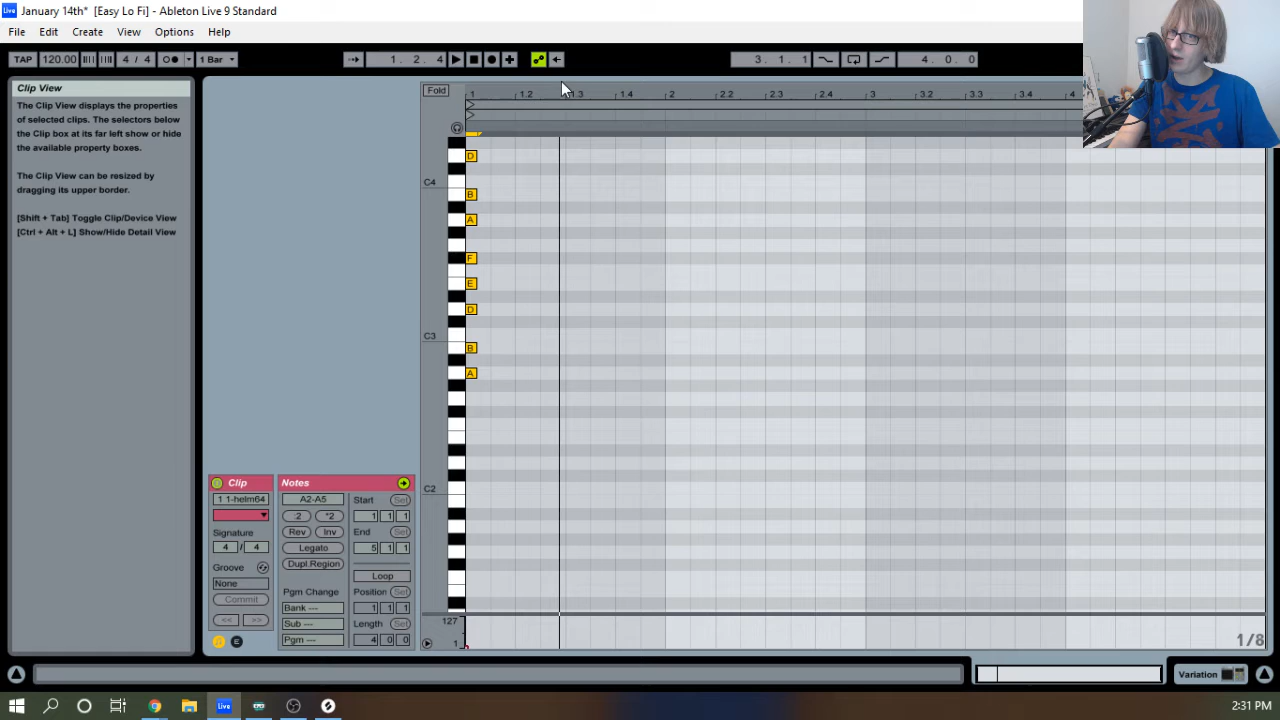 January 14th* [Easy Lo Fi] - Ableton Live 9 Standard
File Edit Create View Options Help
TAP 120.00 4 / 4 1 Bar 1. 2. 4 3. 1. 1 4. 0. 0
Clip View
The Clip View displays the properties
of selected clips. The selectors below
the Clip box at its far left show or hide
the available property boxes.
The Clip View can be resized by
dragging its upper border.
[Shift + Tab] Toggle Clip/Device View
[Ctrl + Alt + L] Show/Hide Detail View
Fold 1 1.2 1.3 1.4 2 2.2 2.3 2.4 3 3.2 3.3 3.4 4
D
C4
B
A
F
E
D
C3
B
A
C2
Clip
1 1-helm64
Signature
4 / 4
Groove
None
Commit
<< >>
Notes
A2-A5
:2 *2
Rev Inv
Legato
Dupl.Region
Pgm Change
Bank ---
Sub ---
Pgm ---
Start Set
1 1 1
End Set
5 1 1
Loop
Position Set
1 1 1
Length Set
4 0 0
127
1
1/8
Variation
Live
2:31 PM